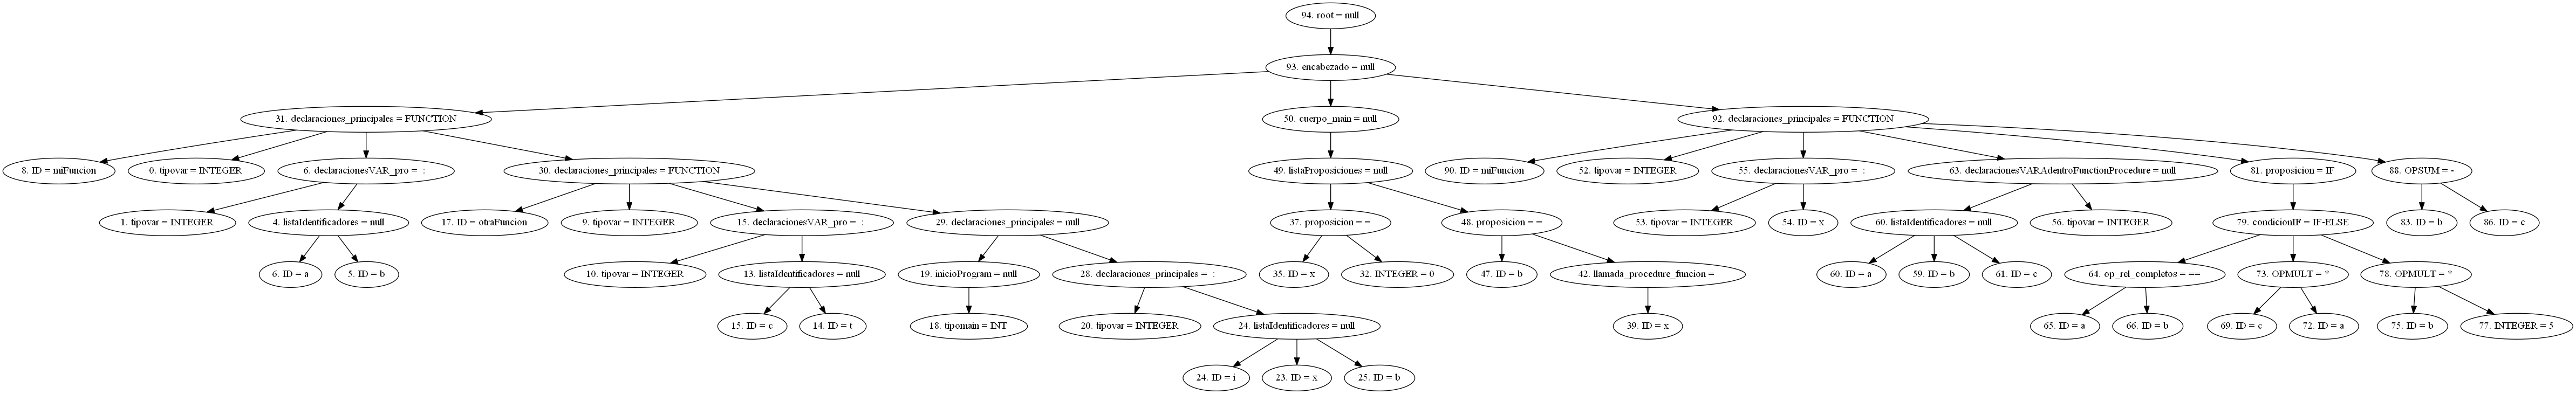 94. root = null
93. encabezado = null
31. declaraciones_principales = FUNCTION
50. cuerpo_main = null
92. declaraciones_principales = FUNCTION
8. ID = miFuncion
0. tipovar = INTEGER
6. declaracionesVAR_pro = :
30. declaraciones_principales = FUNCTION
49. listaProposiciones = null
90. ID = miFuncion
52. tipovar = INTEGER
55. declaracionesVAR_pro = :
63. declaracionesVARAdentroFunctionProcedure = null
81. proposicion = IF
88. OPSUM = -
1. tipovar = INTEGER
4. listaIdentificadores = null
17. ID = otraFuncion
9. tipovar = INTEGER
15. declaracionesVAR_pro = :
29. declaraciones_principales = null
37. proposicion = =
48. proposicion = =
53. tipovar = INTEGER
54. ID = x
60. listaIdentificadores = null
56. tipovar = INTEGER
79. condicionIF = IF-ELSE
83. ID = b
86. ID = c
6. ID = a
5. ID = b
10. tipovar = INTEGER
13. listaIdentificadores = null
19. inicioProgram = null
28. declaraciones_principales = :
35. ID = x
32. INTEGER = 0
47. ID = b
42. llamada_procedure_funcion =
60. ID = a
59. ID = b
61. ID = c
64. op_rel_completos = ==
73. OPMULT = *
78. OPMULT = *
15. ID = c
14. ID = t
18. tipomain = INT
20. tipovar = INTEGER
24. listaIdentificadores = null
39. ID = x
65. ID = a
66. ID = b
69. ID = c
72. ID = a
75. ID = b
77. INTEGER = 5
24. ID = i
23. ID = x
25. ID = b